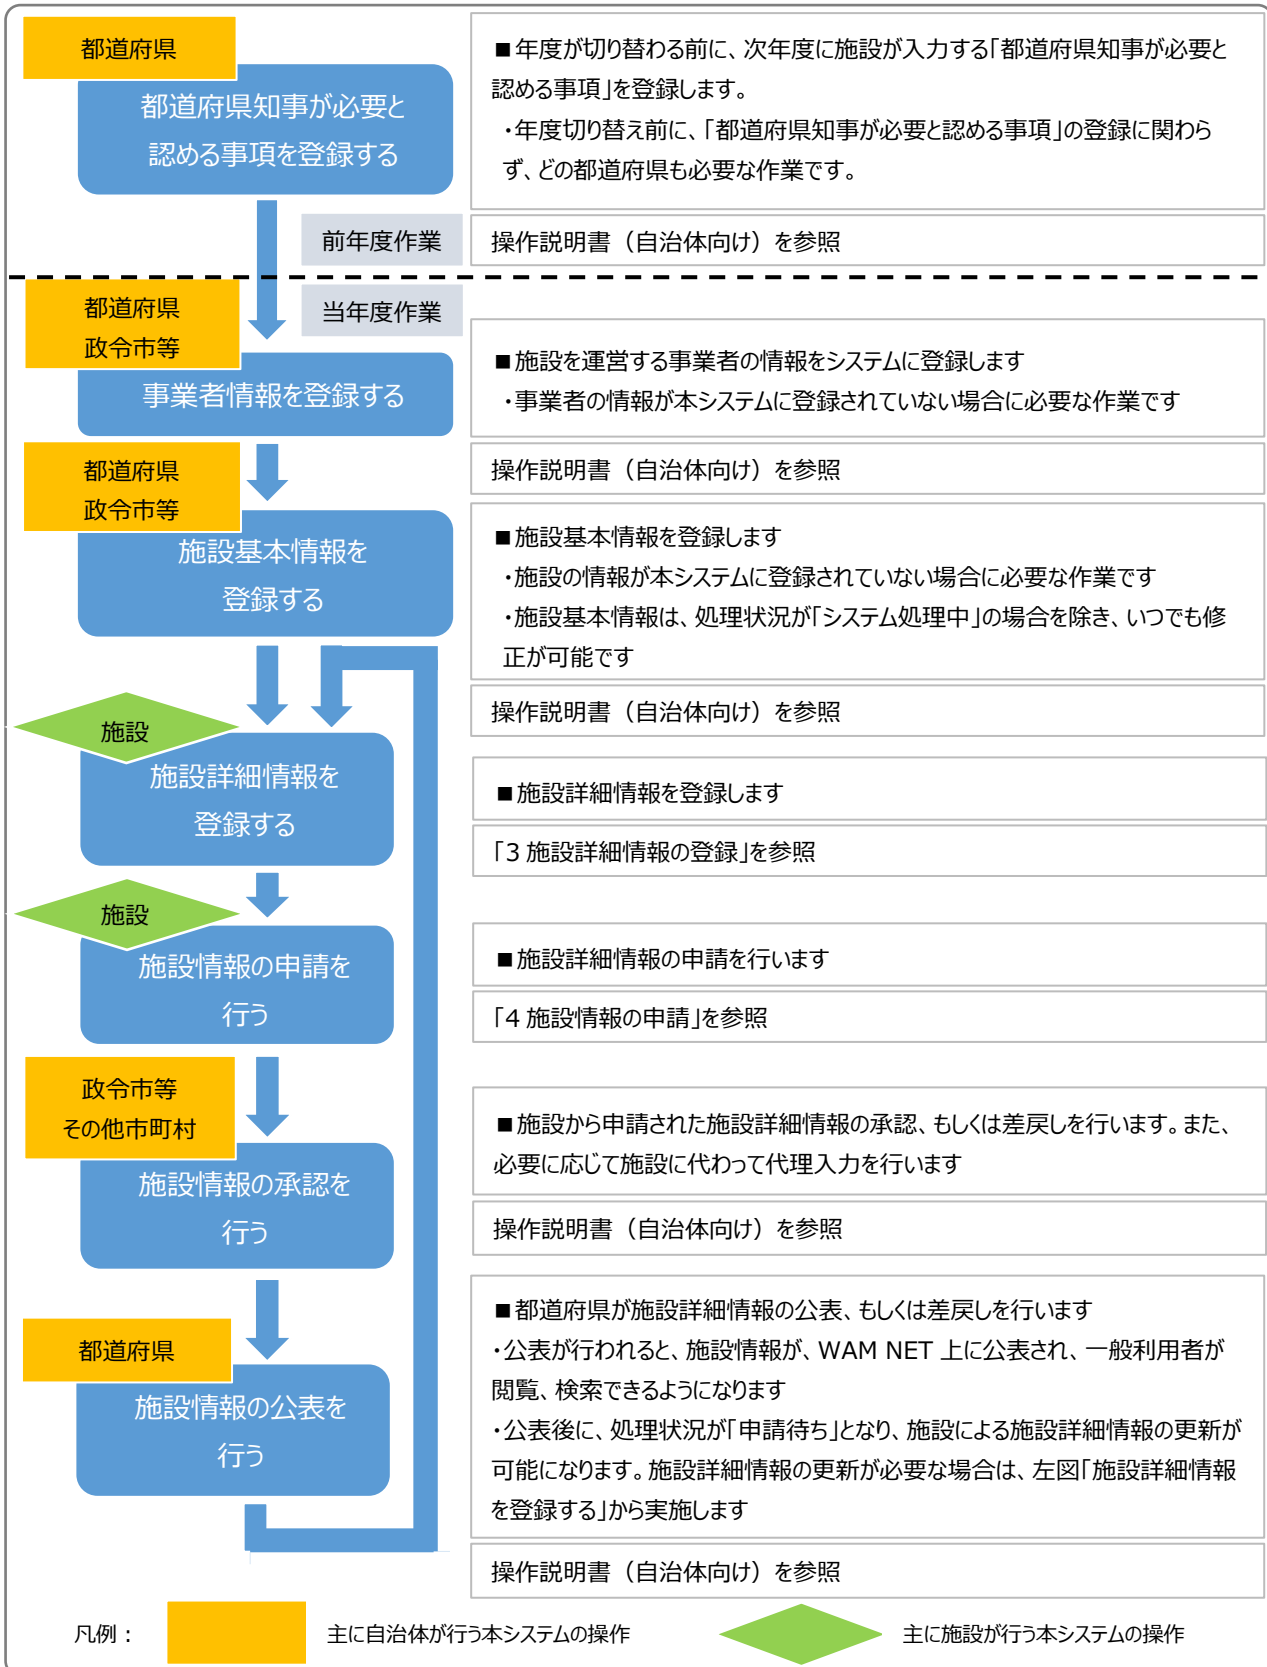 都道府県
都道府県知事が必要と
認める事項を登録する
■年度が切り替わる前に、次年度に施設が入力する「都道府県知事が必要と
認める事項」を登録します。
・年度切り替え前に、「都道府県知事が必要と認める事項」の登録に関わら
ず、どの都道府県も必要な作業です。
前年度作業
操作説明書（自治体向け）を参照
当年度作業
都道府県
政令市等
事業者情報を登録する
■施設を運営する事業者の情報をシステムに登録します
・事業者の情報が本システムに登録されていない場合に必要な作業です
操作説明書（自治体向け）を参照
都道府県
政令市等
施設基本情報を
登録する
■施設基本情報を登録します
・施設の情報が本システムに登録されていない場合に必要な作業です
・施設基本情報は、処理状況が「システム処理中」の場合を除き、いつでも修
正が可能です
操作説明書（自治体向け）を参照
施設
施設詳細情報を
登録する
■施設詳細情報を登録します
「3 施設詳細情報の登録」を参照
施設
施設情報の申請を
行う
■施設詳細情報の申請を行います
「4 施設情報の申請」を参照
政令市等
その他市町村
施設情報の承認を
行う
■施設から申請された施設詳細情報の承認、もしくは差戻しを行います。また、
必要に応じて施設に代わって代理入力を行います
操作説明書（自治体向け）を参照
都道府県
施設情報の公表を
行う
■都道府県が施設詳細情報の公表、もしくは差戻しを行います
・公表が行われると、施設情報が、WAM NET 上に公表され、一般利用者が
閲覧、検索できるようになります
・公表後に、処理状況が「申請待ち」となり、施設による施設詳細情報の更新が
可能になります。施設詳細情報の更新が必要な場合は、左図「施設詳細情報
を登録する」から実施します
操作説明書（自治体向け）を参照
凡例：
主に自治体が行う本システムの操作
主に施設が行う本システムの操作